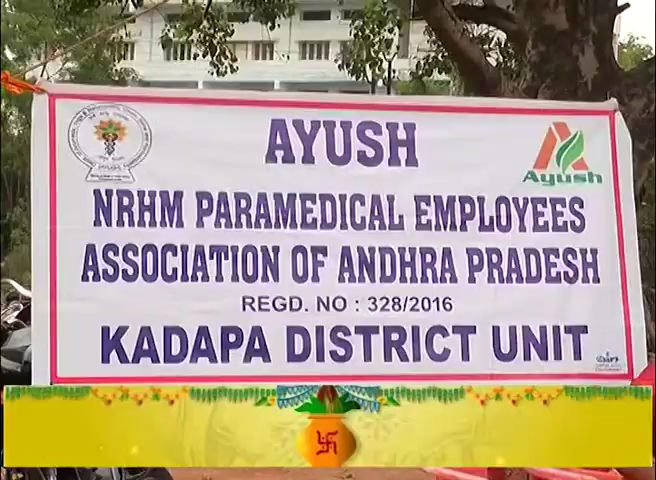 AYUSH
Ayush
NRHM PARAMEDICAL EMPLOYEES
ASSOCIATION OF ANDHRA PRADESH
REGD. NO : 328/2016
KADAPA DISTRICT UNIT